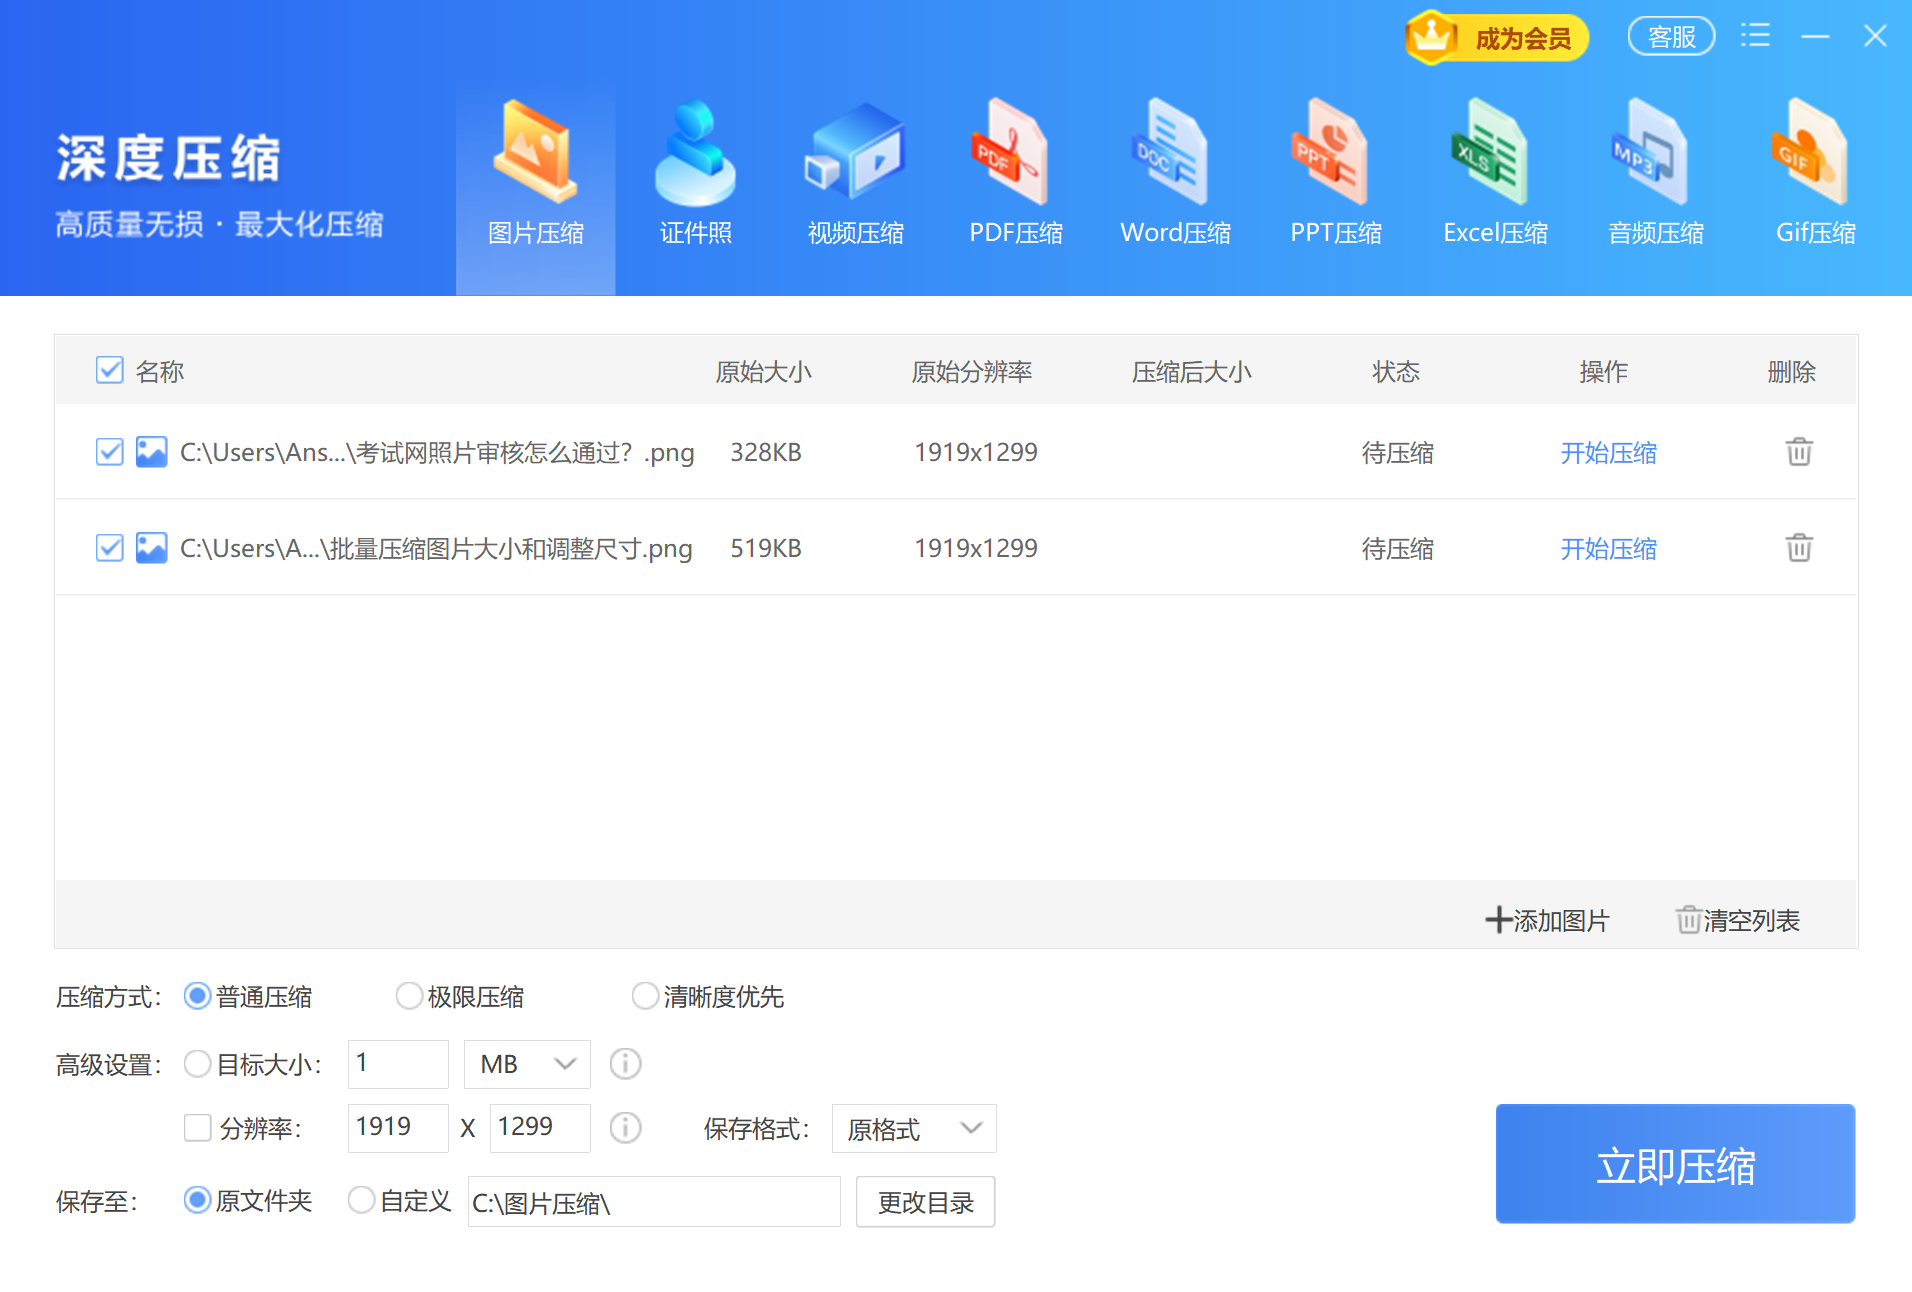 成为会员 客服
深度压缩
高质量无损·最大化压缩
PDF DOC PPT XLS MP3 GIF
图片压缩 证件照 视频压缩 PDF压缩 Word压缩 PPT压缩 Excel压缩 音频压缩 Gif压缩
名称 原始大小 原始分辨率 压缩后大小 状态 操作 删除
C:\Users\Ans...\考试网照片审核怎么通过？.png 328KB 1919x1299 待压缩 开始压缩
C:\Users\A...\批量压缩图片大小和调整尺寸.png 519KB 1919x1299 待压缩 开始压缩
添加图片 清空列表
压缩方式： 普通压缩 极限压缩 清晰度优先
高级设置： 目标大小： 1 MB
分辨率： 1919 X 1299 保存格式： 原格式
立即压缩
保存至： 原文件夹 自定义 C:\图片压缩\ 更改目录